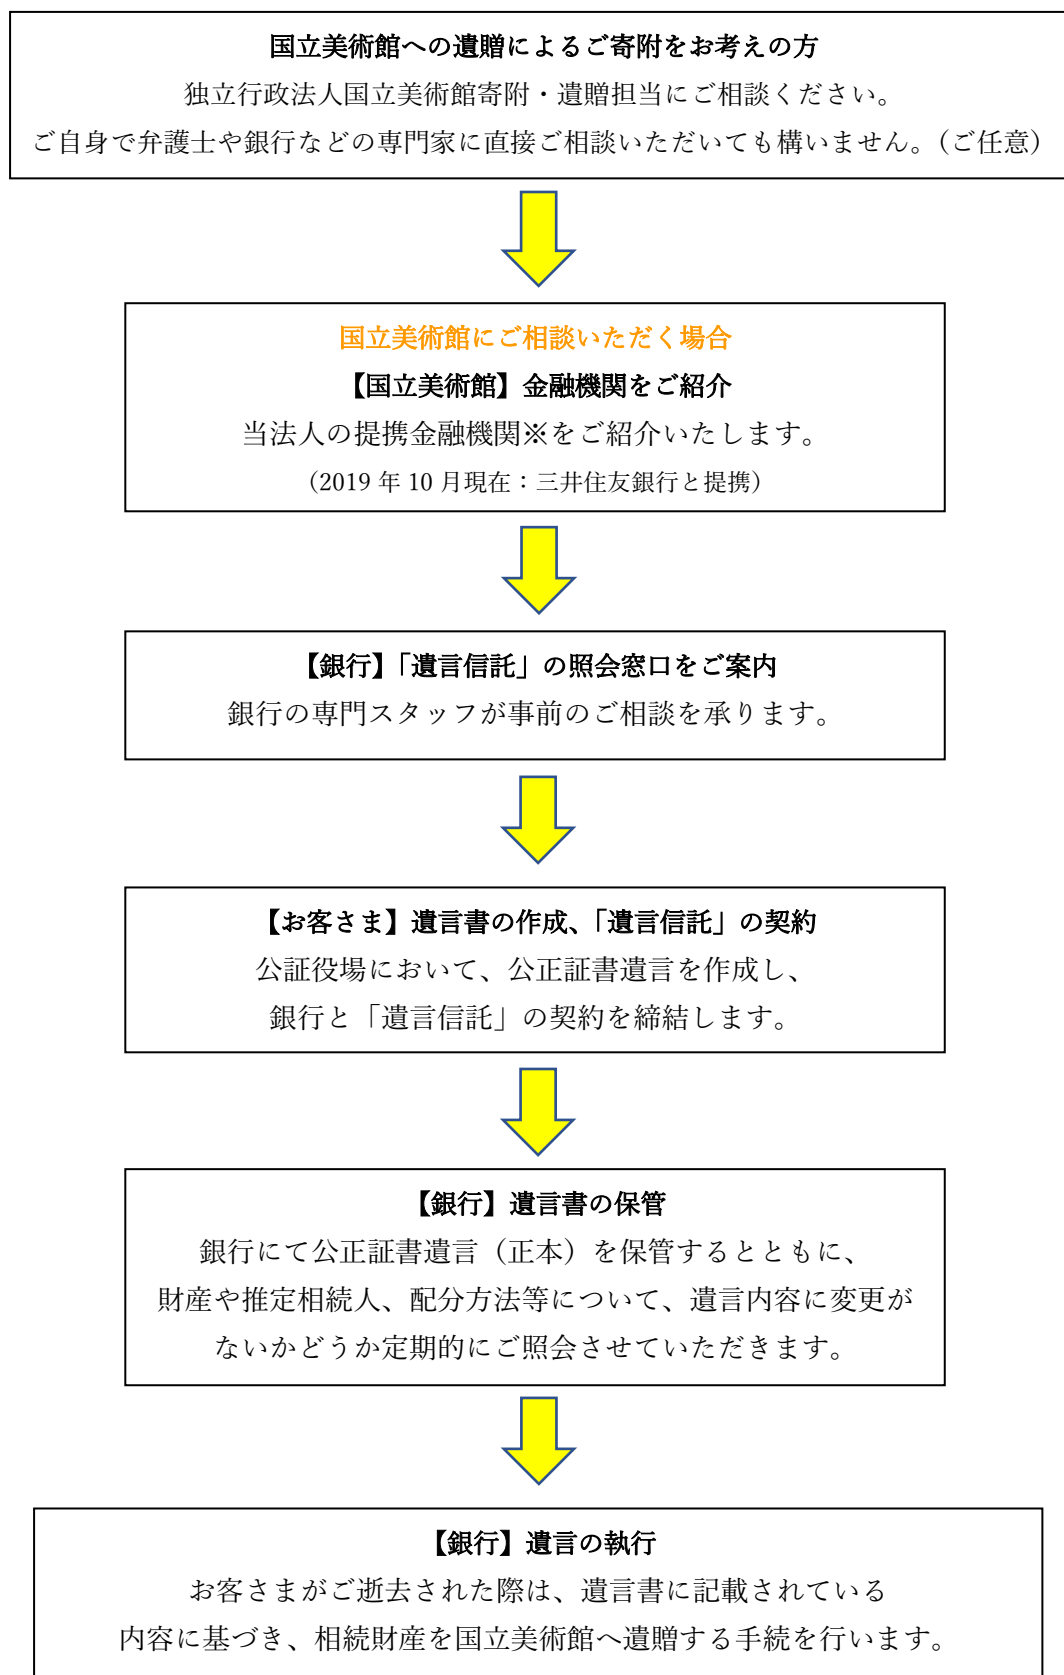 国立美術館への遺贈によるご寄附をお考えの方
独立行政法人国立美術館寄附・遺贈担当にご相談ください。
ご自身で弁護士や銀行などの専門家に直接ご相談いただいても構いません。（ご任意）
国立美術館にご相談いただく場合
【国立美術館】金融機関をご紹介
当法人の提携金融機関※をご紹介いたします。
（2019 年 10 月現在：三井住友銀行と提携）
【銀行】「遺言信託」の照会窓口をご案内
銀行の専門スタッフが事前のご相談を承ります。
【お客さま】遺言書の作成、「遺言信託」の契約
公証役場において、公正証書遺言を作成し、
銀行と「遺言信託」の契約を締結します。
【銀行】遺言書の保管
銀行にて公正証書遺言（正本）を保管するとともに、
財産や推定相続人、配分方法等について、遺言内容に変更が
ないかどうか定期的にご照会させていただきます。
【銀行】遺言の執行
お客さまがご逝去された際は、遺言書に記載されている
内容に基づき、相続財産を国立美術館へ遺贈する手続を行います。